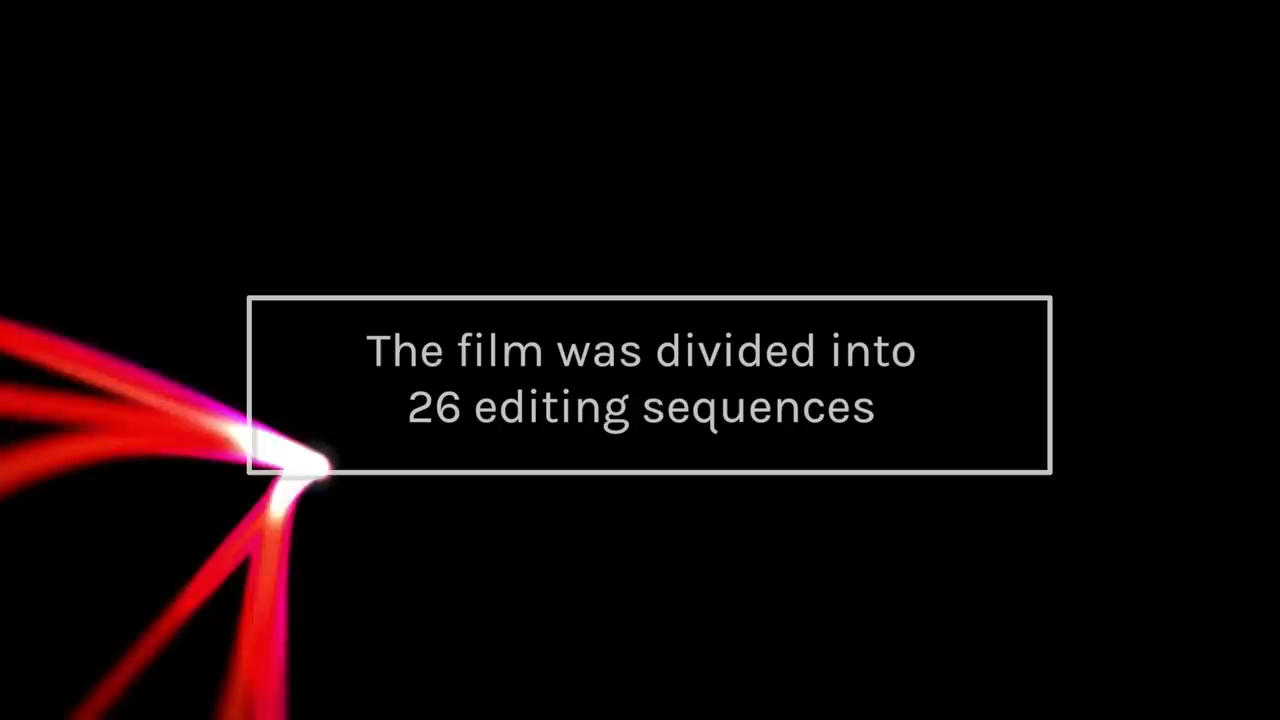 The film was divided into
26 editing sequences